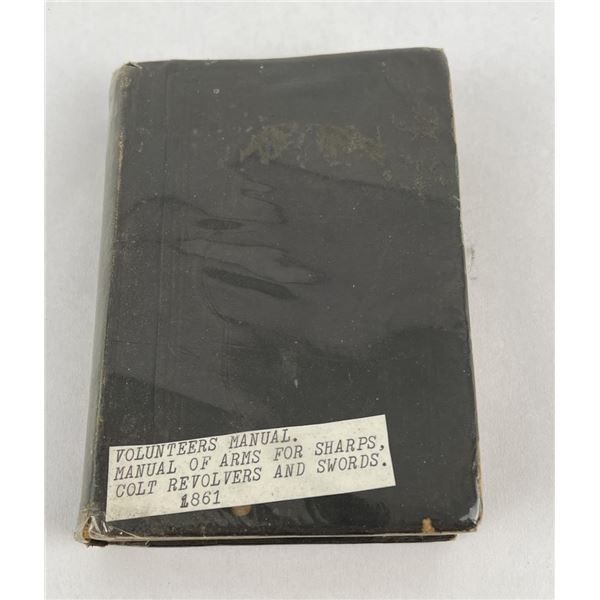 VOLUNTEERS MANUAL.
MANUAL OF ARMS FOR SHARPS,
COLT REVOLVERS AND SWORDS.
1861